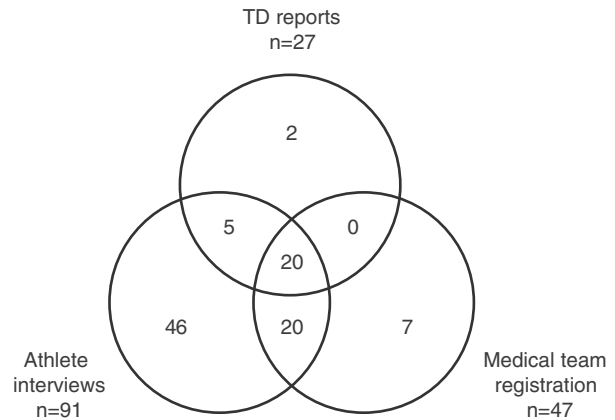 TD reports
n=27
2
5
0
20
46
20
7
Athlete
interviews
n=91
Medical team
registration
n=47